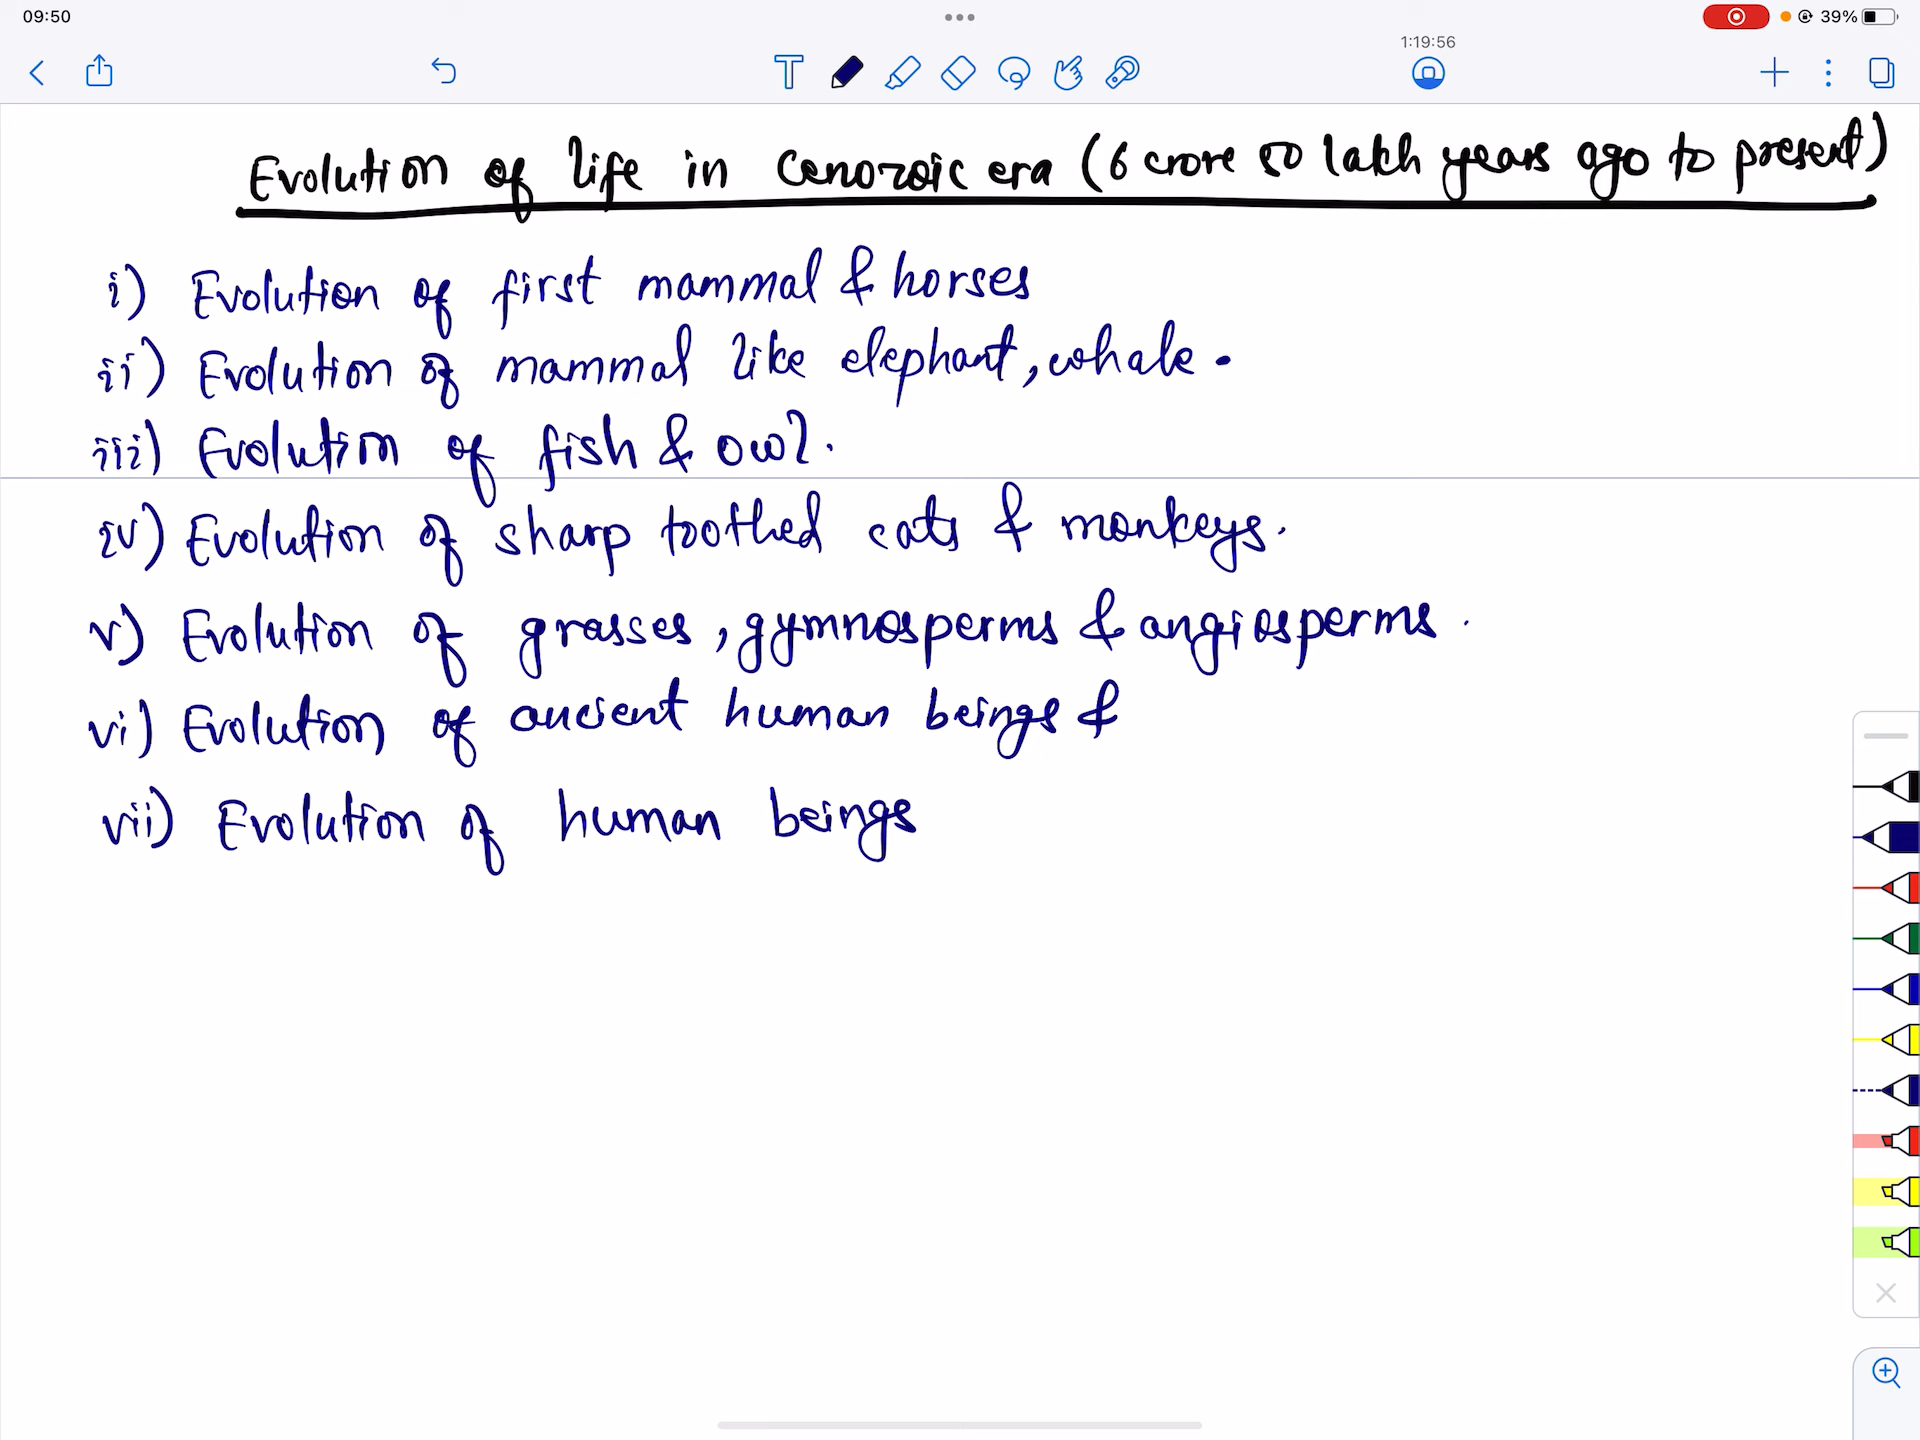 09:50
39%
1:19:56
T
Evolution of life in Cenozoic era (6 crore 50 lakh years ago to present)
i) Evolution of first mammal & horses
ii) Evolution of mammal like elephant, whale.
iii) Evolution of fish & owl.
iv) Evolution of sharp toothed cats & monkeys.
v) Evolution of grasses, gymnosperms & angiosperms.
vi) Evolution of ancient human beings &
vii) Evolution of human beings